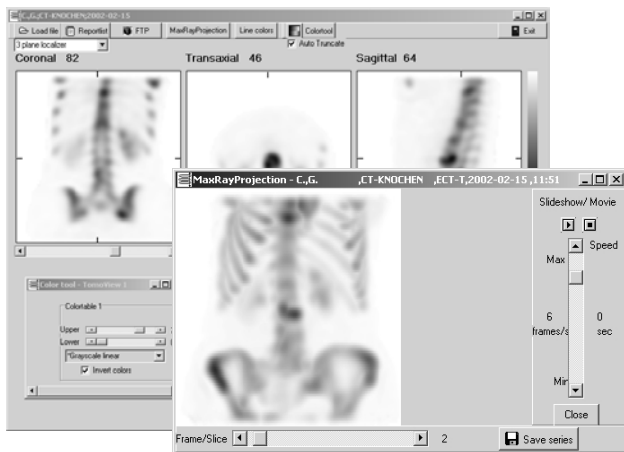 C.,G.;CT-KNOCHEN;2002-02-15
Load file Reportlist FTP MaxRayProjection Line colors Colortool Exit
3 plane localizer
Auto Truncate
Coronal 82 Transaxial 46 Sagittal 64
MaxRayProjection - C.,G. ,CT-KNOCHEN ,ECT-T,2002-02-15 ,11:51
Slideshow/ Movie
Speed
Max
6 0
frames/s sec
Min
Close
Frame/Slice 2 Save series
Color tool - TomoView 3
Colortable 1
Upper
Lower
*Grayscale linear
Invert colors